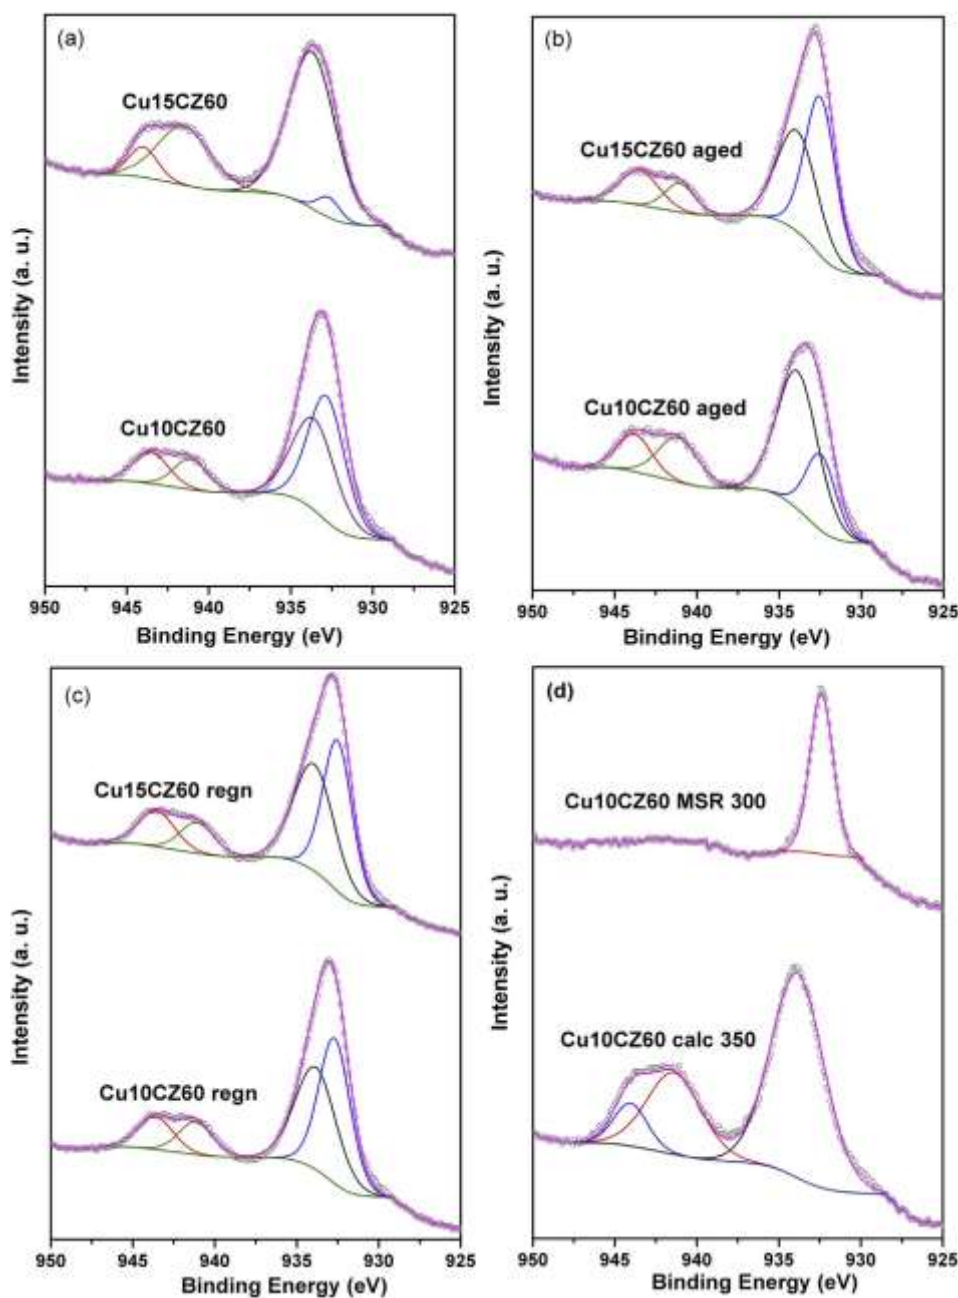 (a)
Cu15CZ60
Cu10CZ60
Intensity (a. u.)
950 945 940 935 930 925
Binding Energy (eV)
(b)
Cu15CZ60 aged
Cu10CZ60 aged
Intensity (a. u.)
950 945 940 935 930 925
Binding Energy (eV)
(c)
Cu15CZ60 regn
Cu10CZ60 regn
Intensity (a. u.)
950 945 940 935 930 925
Binding Energy (eV)
(d)
Cu10CZ60 MSR 300
Cu10CZ60 calc 350
Intensity (a. u.)
950 945 940 935 930 925
Binding Energy (eV)